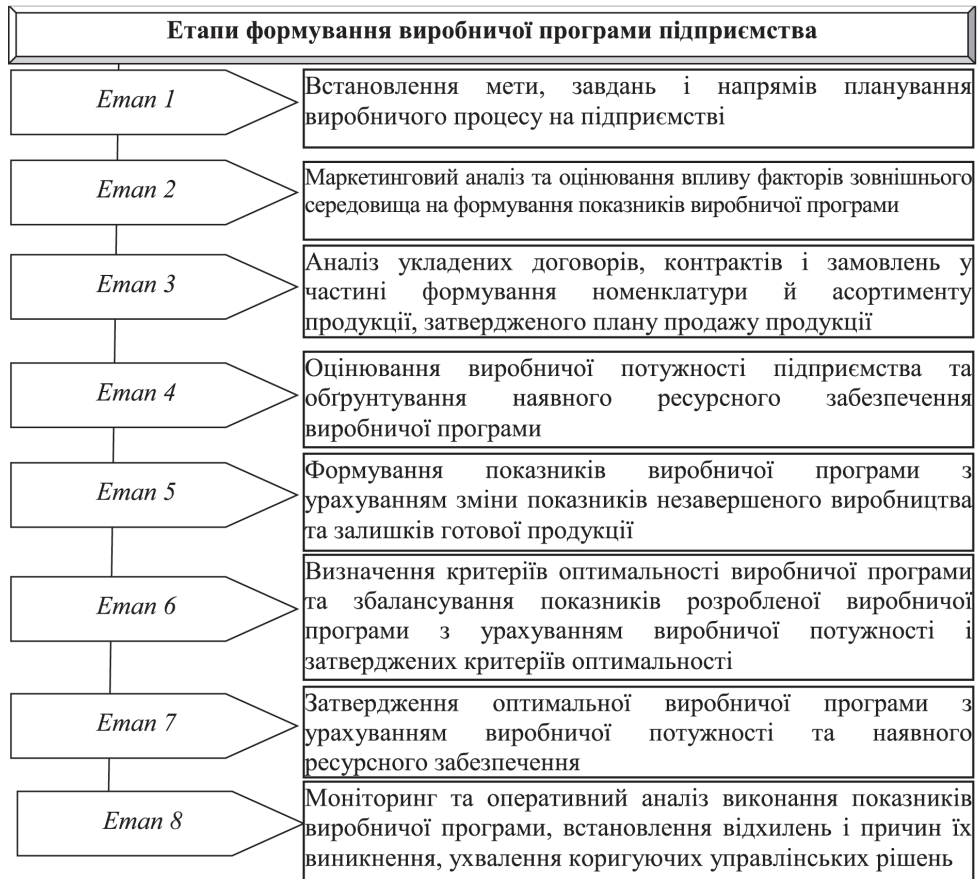 Етапи формування виробничої програми підприємства
Етап 1
Встановлення мети, завдань і напрямів планування
виробничого процесу на підприємстві
Етап 2
Маркетинговий аналіз та оцінювання впливу факторів зовнішнього
середовища на формування показників виробничої програми
Етап 3
Аналіз укладених договорів, контрактів і замовлень у
частині формування номенклатури й асортименту
продукції, затвердженого плану продажу продукції
Етап 4
Оцінювання виробничої потужності підприємства та
обґрунтування наявного ресурсного забезпечення
виробничої програми
Етап 5
Формування показників виробничої програми з
урахуванням зміни показників незавершеного виробництва
та залишків готової продукції
Етап 6
Визначення критеріїв оптимальності виробничої програми
та збалансування показників розробленої виробничої
програми з урахуванням виробничої потужності і
затверджених критеріїв оптимальності
Етап 7
Затвердження оптимальної виробничої програми з
урахуванням виробничої потужності та наявного
ресурсного забезпечення
Етап 8
Моніторинг та оперативний аналіз виконання показників
виробничої програми, встановлення відхилень і причин їх
виникнення, ухвалення коригуючих управлінських рішень